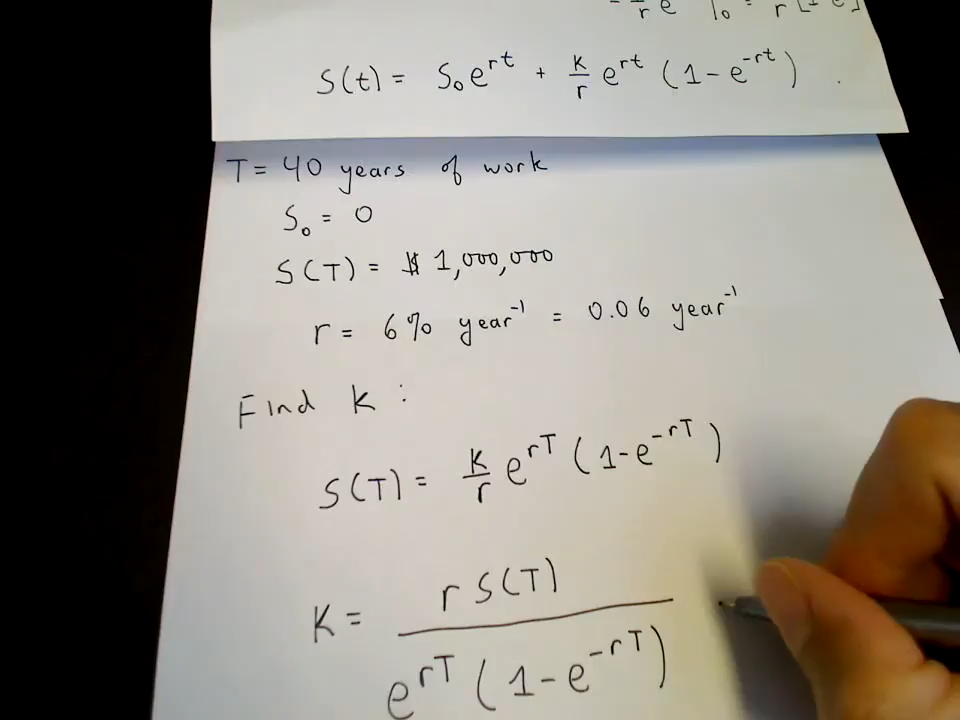 S(t) = S₀e^{rt} + k/r e^{rt} (1 - e^{-rt}) .
T = 40 years of work
S₀ = 0
S(T) = $ 1,000,000
r = 6% year⁻¹ = 0.06 year⁻¹
Find k :
S(T) = k/r e^{rT} (1 - e^{-rT})
K = r S(T) / e^{rT} (1 - e^{-rT})